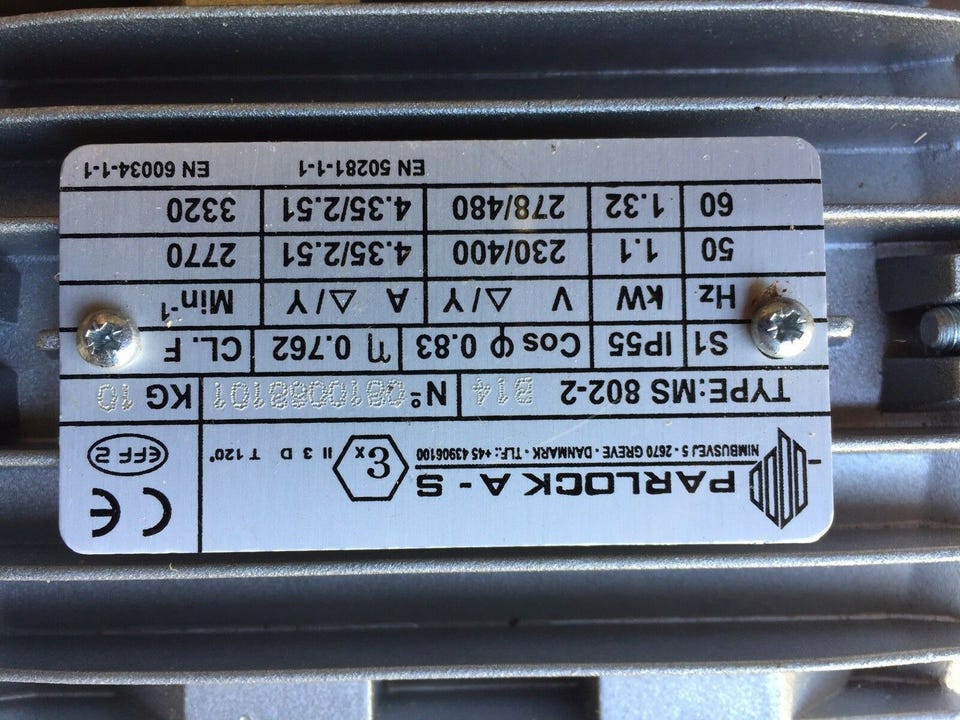 PARLOCK A - S
NIMBUSVEJ - 5 2670 GREVE - DANMARK - TLF.: +45 43906100
εx II 3 D T 120°
CE
EFF 2
TYPE: MS 802-2 B14 Nº KG 10
S1 IP55 Cos φ 0.83 η 0.762 CL. F
Hz kW V △/Y A △/Y Min-1
50 1.1 230/400 4.35/2.51 2770
60 1.32 278/480 4.35/2.51 3320
EN 50281-1-1 EN 60034-1-1